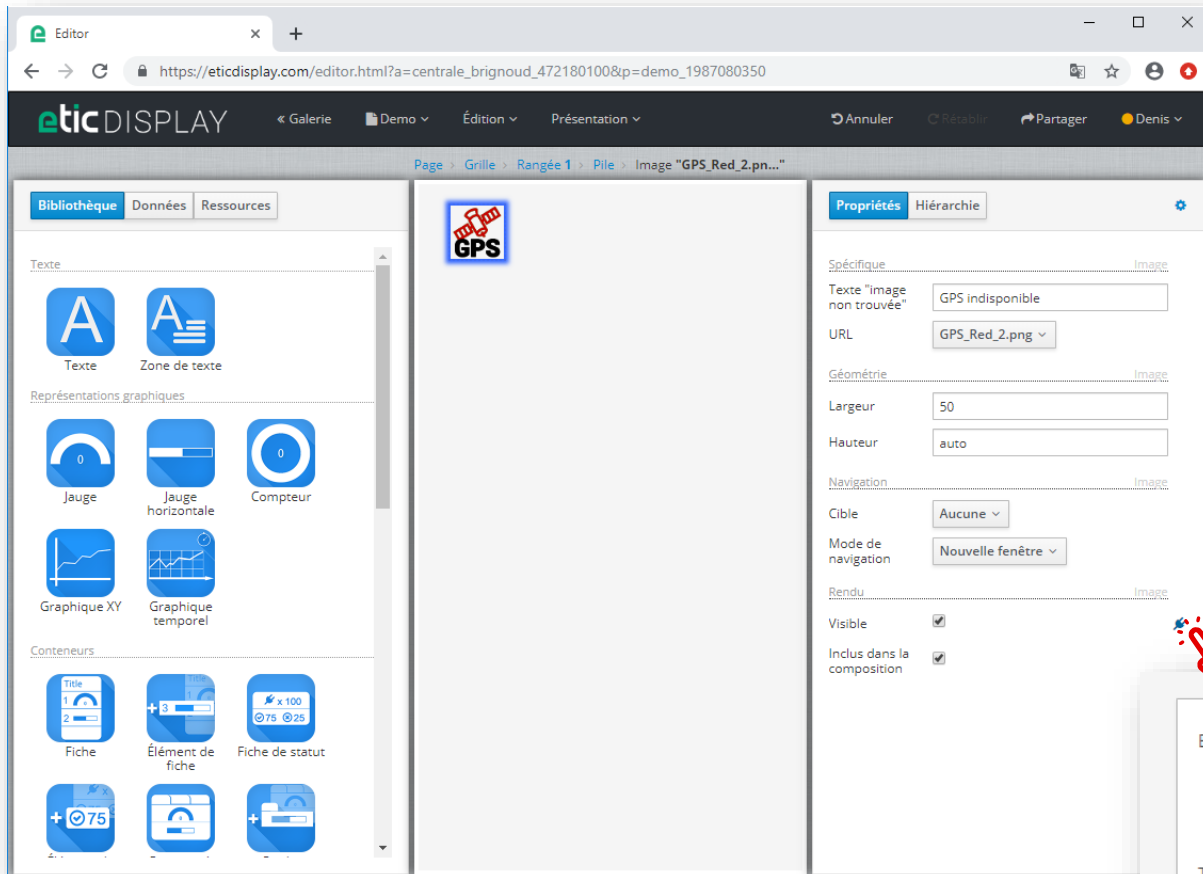 Editor
https://eticdisplay.com/editor.html?a=centrale_brignoud_472180100&p=demo_1987080350
eticDISPLAY « Galerie Demo Édition Présentation Annuler Rétablir Partager Denis
Page > Grille > Rangée 1 > Pile > Image "GPS_Red_2.pn..."
Bibliothèque Données Ressources
Texte
A A
Texte Zone de texte
Représentations graphiques
0 0
Jauge Jauge horizontale Compteur
Graphique XY Graphique temporel
Conteneurs
Title
1
2
+ 3
x 100
75 25
Fiche Élément de fiche Fiche de statut
+ 75
+
GPS
Propriétés Hiérarchie
Spécifique Image
Texte "image non trouvée" GPS indisponible
URL GPS_Red_2.png
Géométrie Image
Largeur 50
Hauteur auto
Navigation Image
Cible Aucune
Mode de navigation Nouvelle fenêtre
Rendu Image
Visible
Inclus dans la composition